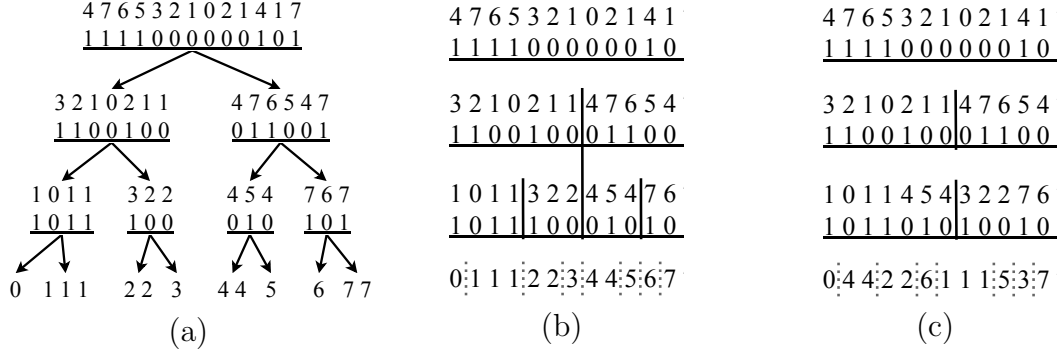 4 7 6 5 3 2 1 0 2 1 4 1 7
1 1 1 1 0 0 0 0 0 0 1 0 1
3 2 1 0 2 1 1 4 7 6 5 4 7
1 1 0 0 1 0 0 0 1 1 0 0 1
1 0 1 1 3 2 2 4 5 4 7 6 7
1 0 1 1 1 0 0 0 1 0 1 0 1
0 1 1 1 2 2 3 4 4 5 6 7 7
(a)
4 7 6 5 3 2 1 0 2 1 4 1
1 1 1 1 0 0 0 0 0 0 1 0
3 2 1 0 2 1 1 4 7 6 5 4
1 1 0 0 1 0 0 0 1 1 0 0
1 0 1 1 3 2 2 4 5 4 7 6
1 0 1 1 1 0 0 0 1 0 1 0
0 1 1 1 2 2 3 4 4 5 6 7
(b)
4 7 6 5 3 2 1 0 2 1 4 1
1 1 1 1 0 0 0 0 0 0 1 0
3 2 1 0 2 1 1 4 7 6 5 4
1 1 0 0 1 0 0 0 1 1 0 0
1 0 1 1 4 5 4 3 2 2 7 6
1 0 1 1 0 1 0 1 0 0 1 0
0 4 4 2 2 6 1 1 1 5 3 7
(c)